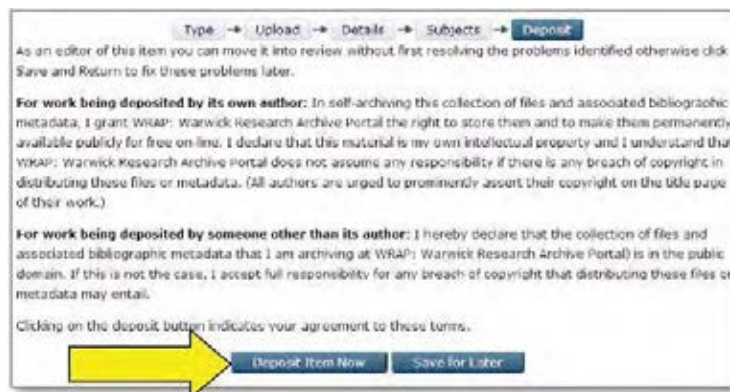 Type → Upload → Details → Subjects → Deposit
As an editor of this item you can move it into review without first resolving the problems identified otherwise click
Save and Return to fix these problems later.
For work being deposited by its own author: In self-archiving this collection of files and associated bibliographic
metadata, I grant WRAP: Warwick Research Archive Portal the right to store them and to make them permanently
available publicly for free on-line. I declare that this material is my own intellectual property and I understand that
WRAP: Warwick Research Archive Portal does not assume any responsibility if there is any breach of copyright in
distributing these files or metadata. (All authors are urged to prominently assert their copyright on the title page
of their work.)
For work being deposited by someone other than its author: I hereby declare that the collection of files and
associated bibliographic metadata that I am archiving at WRAP: Warwick Research Archive Portal) is in the public
domain. If this is not the case, I accept full responsibility for any breach of copyright that distributing these files or
metadata may entail.
Clicking on the deposit button indicates your agreement to these terms.
Deposit Item Now Save for Later